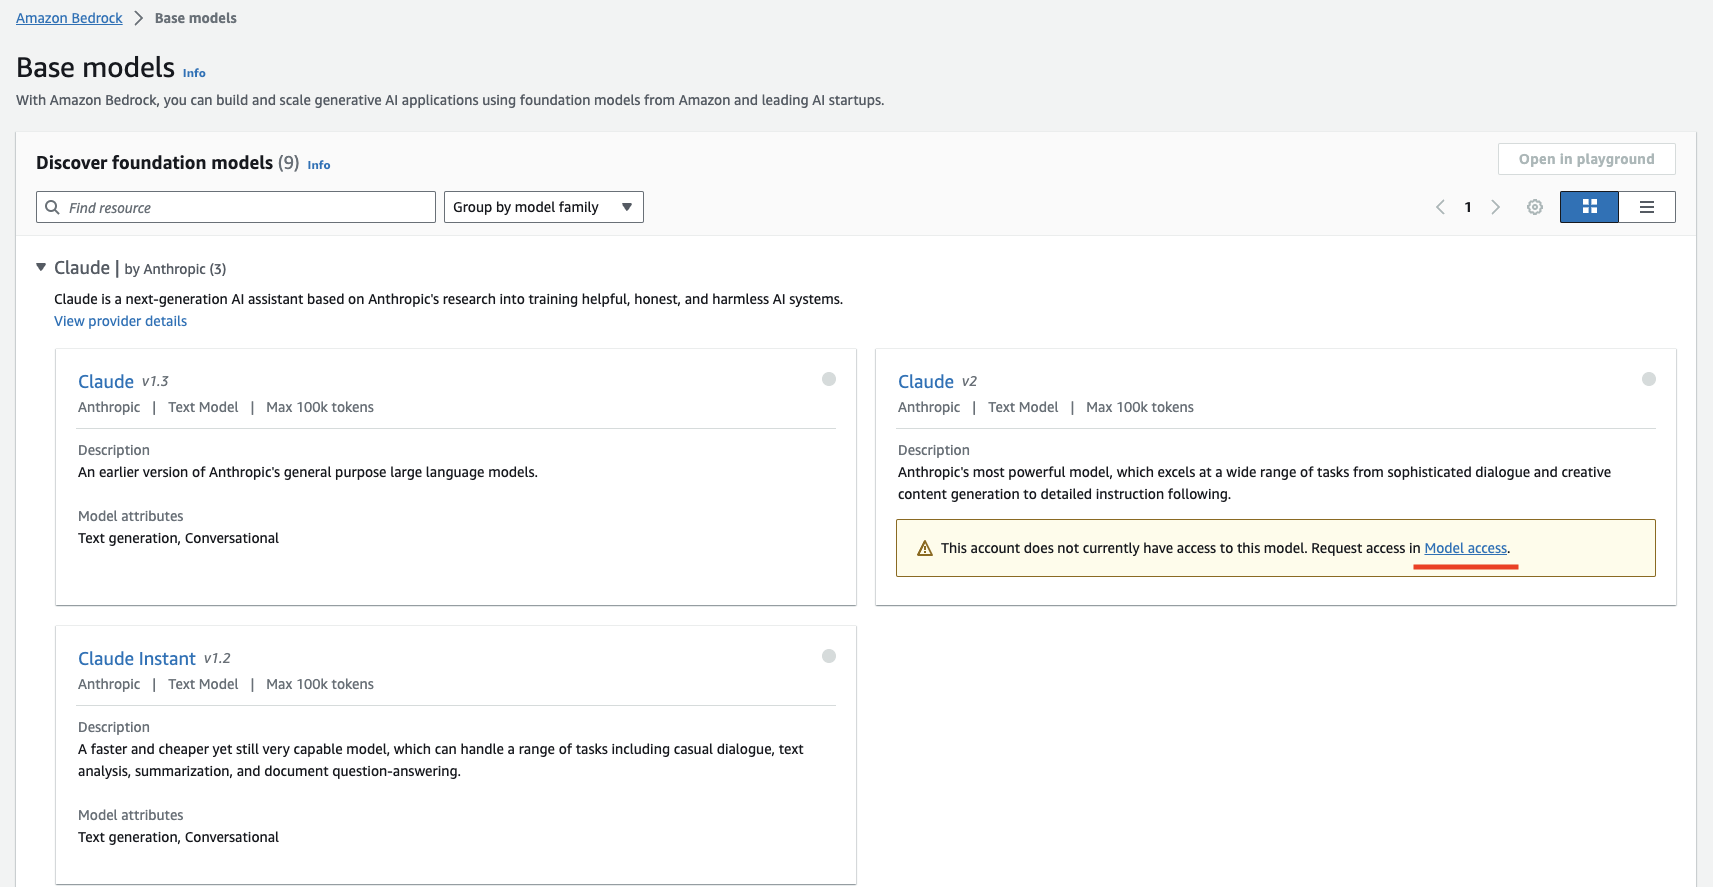 Amazon Bedrock > Base models
Base models Info
With Amazon Bedrock, you can build and scale generative AI applications using foundation models from Amazon and leading AI startups.
Discover foundation models (9) Info
Open in playground
Find resource
Group by model family
1
Claude | by Anthropic (3)
Claude is a next-generation AI assistant based on Anthropic's research into training helpful, honest, and harmless AI systems.
View provider details
Claude v1.3
Anthropic | Text Model | Max 100k tokens
Description
An earlier version of Anthropic's general purpose large language models.
Model attributes
Text generation, Conversational
Claude v2
Anthropic | Text Model | Max 100k tokens
Description
Anthropic's most powerful model, which excels at a wide range of tasks from sophisticated dialogue and creative
content generation to detailed instruction following.
This account does not currently have access to this model. Request access in Model access.
Claude Instant v1.2
Anthropic | Text Model | Max 100k tokens
Description
A faster and cheaper yet still very capable model, which can handle a range of tasks including casual dialogue, text
analysis, summarization, and document question-answering.
Model attributes
Text generation, Conversational